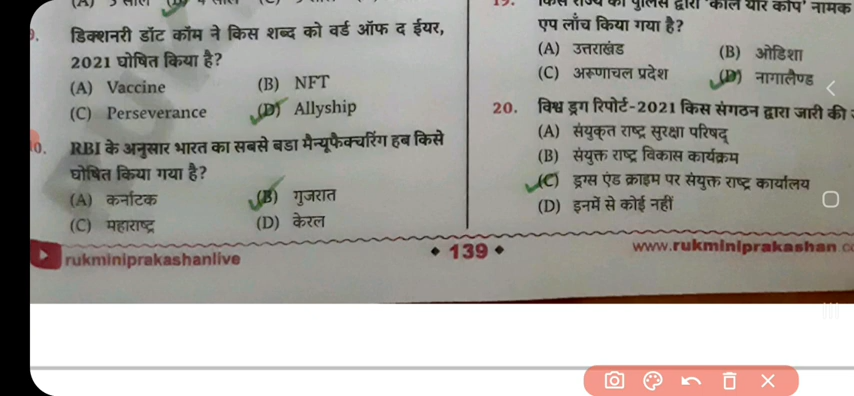 9.
डिक्शनरी डॉट कॉम ने किस शब्द को वर्ड ऑफ द ईयर,
2021 घोषित किया है?
(A) Vaccine (B) NFT
(C) Perseverance (D) Allyship
RBI के अनुसार भारत का सबसे बडा मैन्यूफैक्चरिंग हब किसे
घोषित किया गया है?
(A) कर्नाटक (B) गुजरात
(C) महाराष्ट्र (D) केरल
एप लॉंच किया गया है?
(A) उत्तराखंड (B) ओडिशा
(C) अरूणाचल प्रदेश (D) नागालैण्ड
20. विश्व ड्रग रिपोर्ट-2021 किस संगठन द्वारा जारी की
(A) संयुक्त राष्ट्र सुरक्षा परिषद्
(B) संयुक्त राष्ट्र विकास कार्यक्रम
(C) ड्रग्स एंड क्राइम पर संयुक्त राष्ट्र कार्यालय
(D) इनमें से कोई नहीं
rukminiprakashanlive
139
www.rukminiprakashan